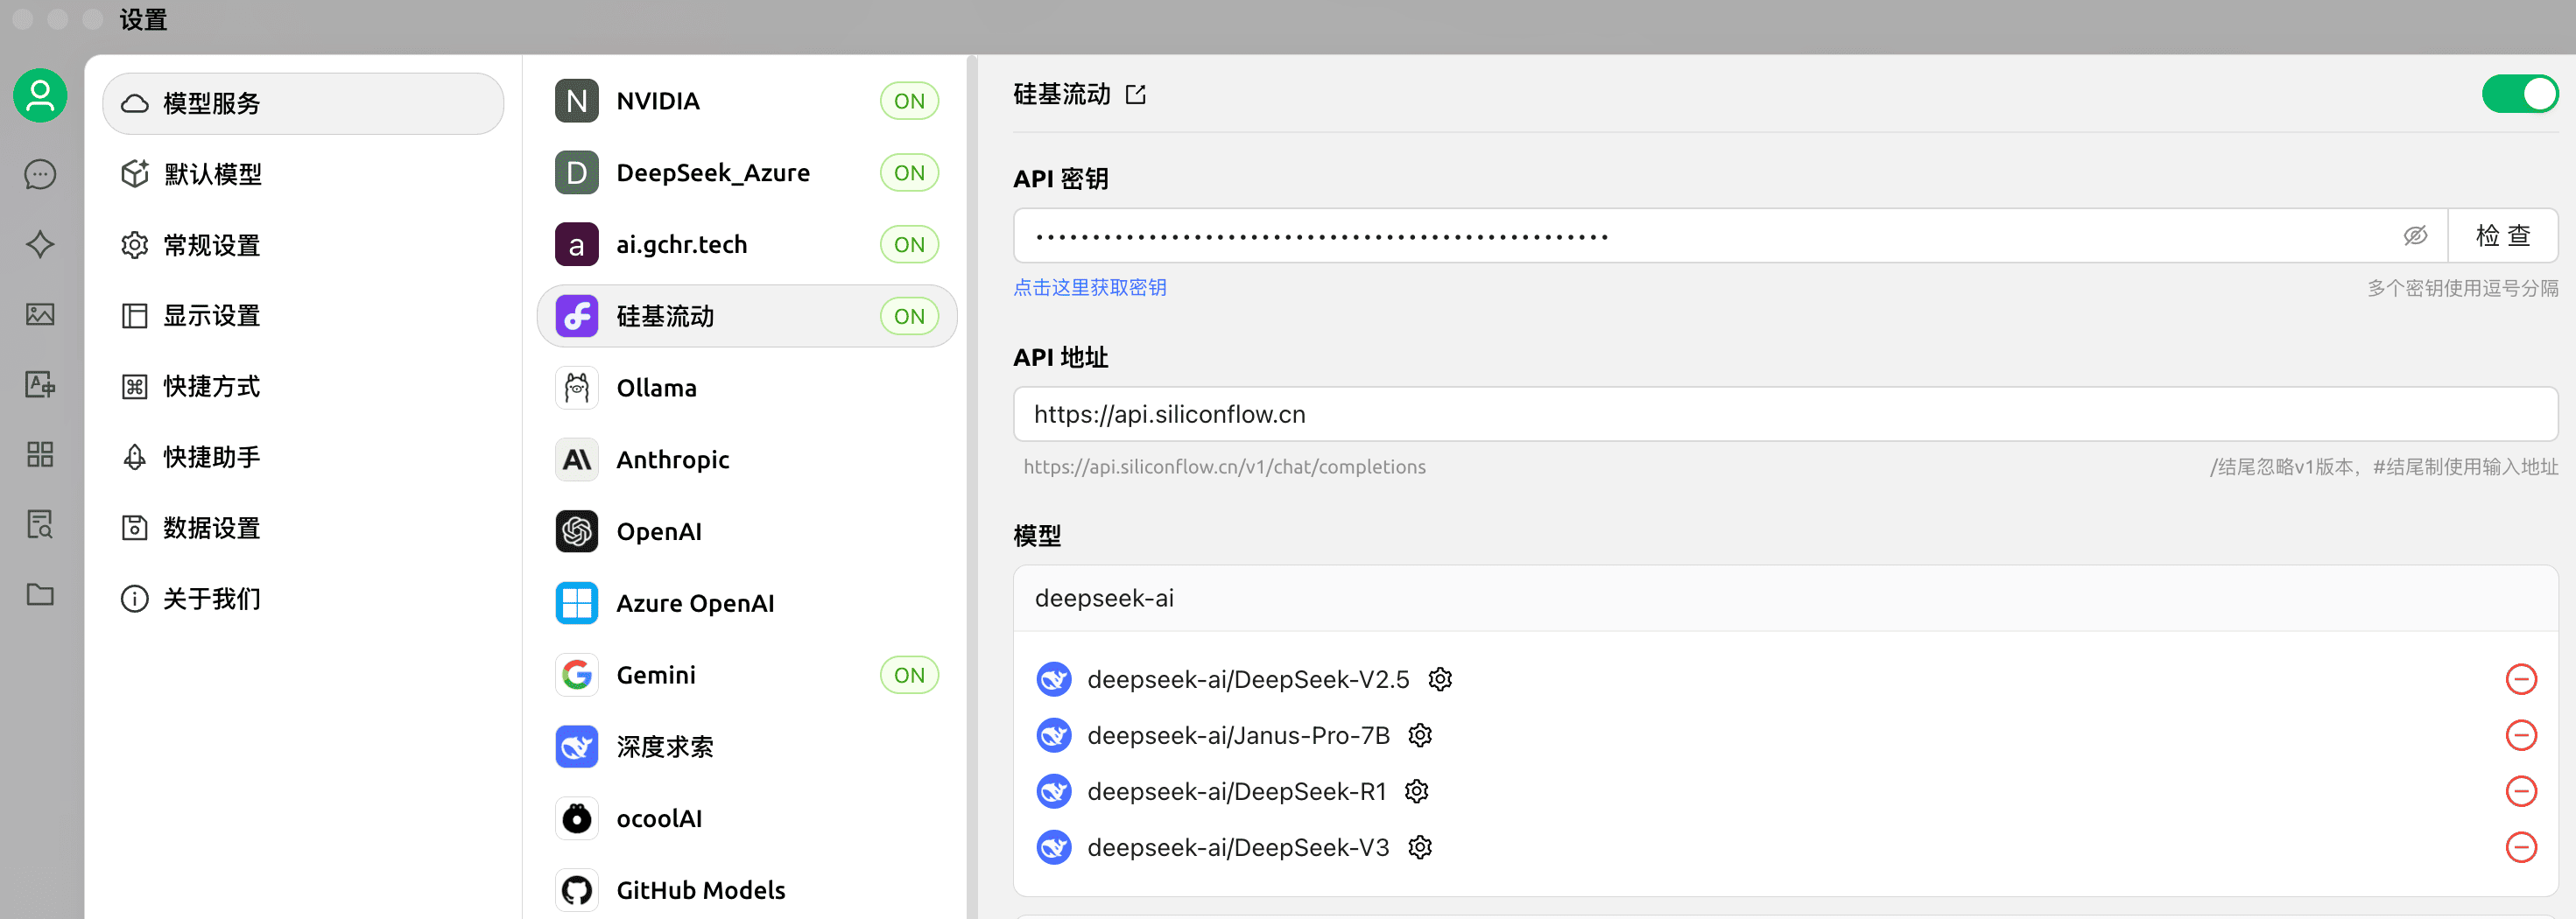 设置
模型服务
默认模型
常规设置
显示设置
快捷方式
快捷助手
数据设置
关于我们
N NVIDIA ON
D DeepSeek_Azure ON
a ai.gchr.tech ON
硅基流动 ON
Ollama
Anthropic
OpenAI
Azure OpenAI
Gemini ON
深度求索
ocoolAI
GitHub Models
硅基流动
API 密钥
检 查
点击这里获取密钥 多个密钥使用逗号分隔
API 地址
https://api.siliconflow.cn
https://api.siliconflow.cn/v1/chat/completions /结尾忽略v1版本，#结尾制使用输入地址
模型
deepseek-ai
deepseek-ai/DeepSeek-V2.5
deepseek-ai/Janus-Pro-7B
deepseek-ai/DeepSeek-R1
deepseek-ai/DeepSeek-V3